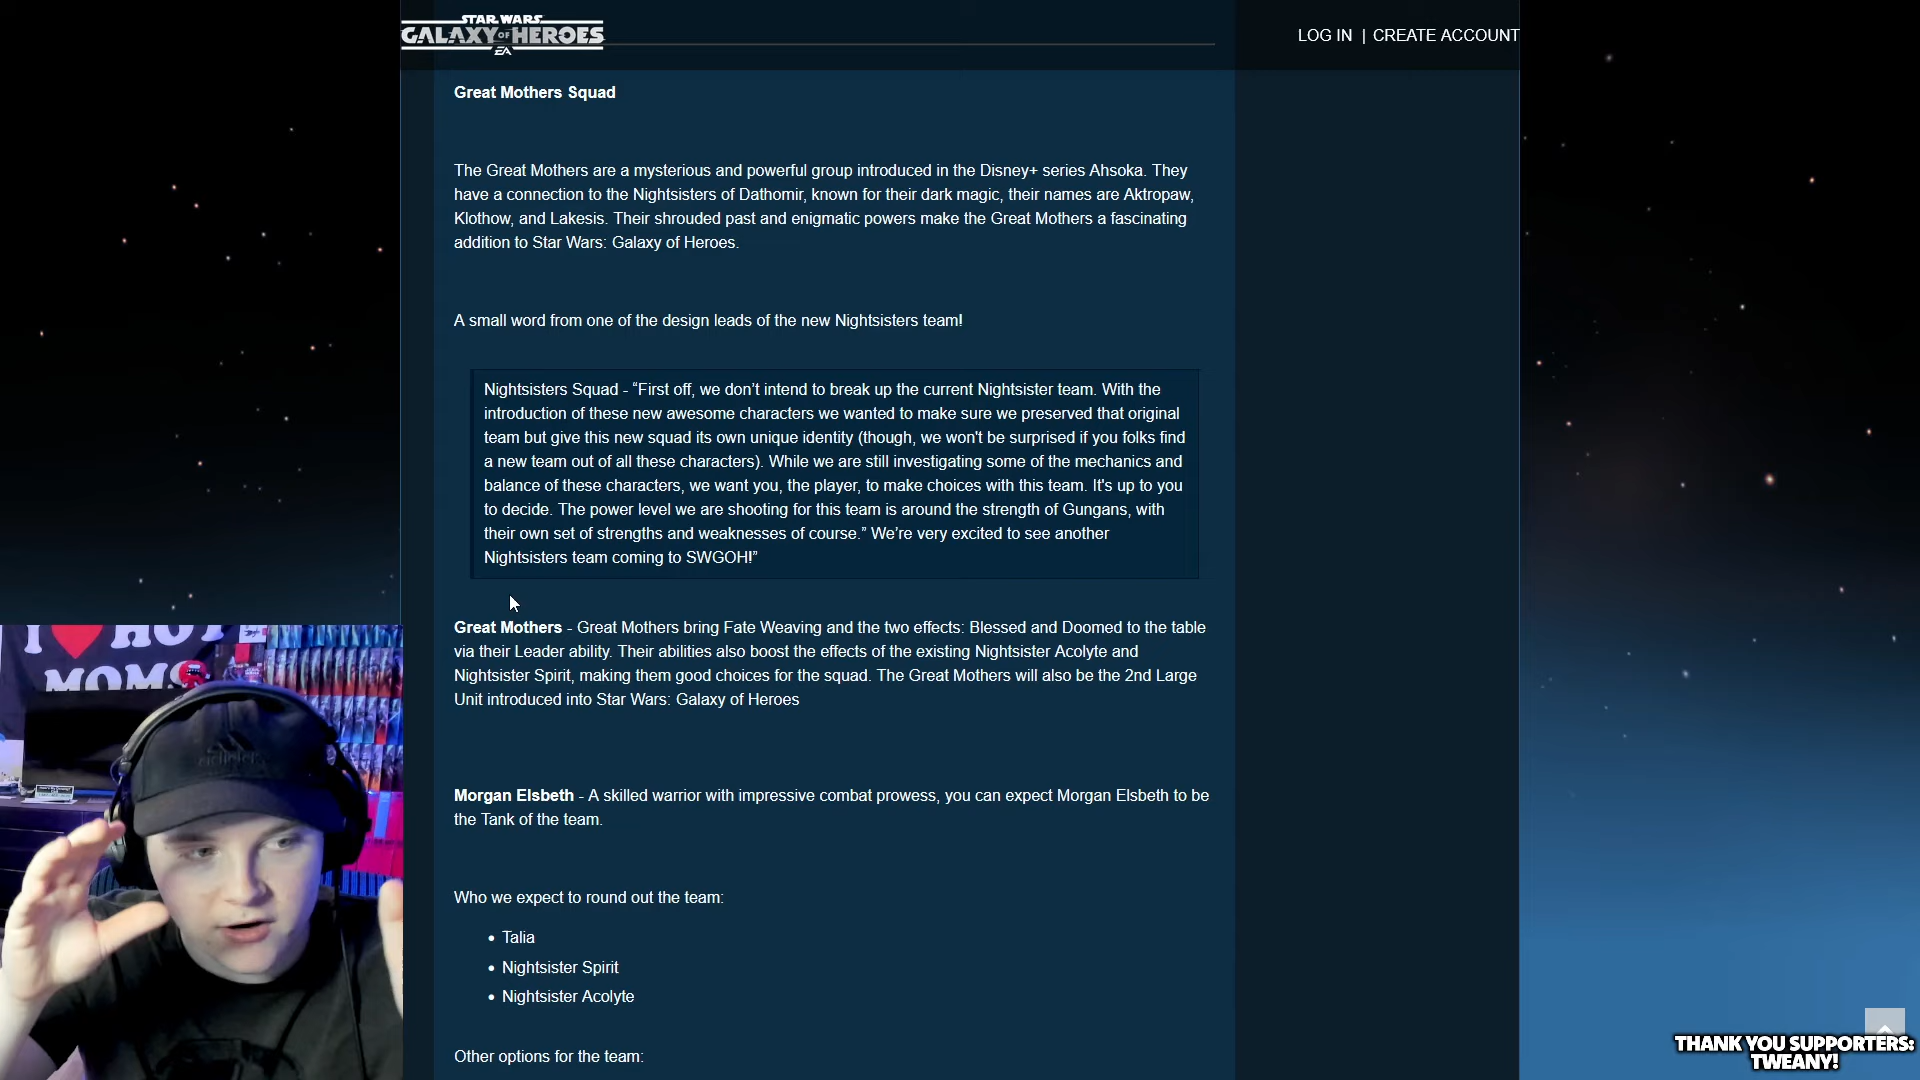 STAR WARS
GALAXY OF HEROES
EA
LOG IN | CREATE ACCOUNT
Great Mothers Squad
The Great Mothers are a mysterious and powerful group introduced in the Disney+ series Ahsoka. They
have a connection to the Nightsisters of Dathomir, known for their dark magic, their names are Aktropaw,
Klothow, and Lakesis. Their shrouded past and enigmatic powers make the Great Mothers a fascinating
addition to Star Wars: Galaxy of Heroes.
A small word from one of the design leads of the new Nightsisters team!
Nightsisters Squad - “First off, we don’t intend to break up the current Nightsister team. With the
introduction of these new awesome characters we wanted to make sure we preserved that original
team but give this new squad its own unique identity (though, we won't be surprised if you folks find
a new team out of all these characters). While we are still investigating some of the mechanics and
balance of these characters, we want you, the player, to make choices with this team. It's up to you
to decide. The power level we are shooting for this team is around the strength of Gungans, with
their own set of strengths and weaknesses of course.” We’re very excited to see another
Nightsisters team coming to SWGOH!”
Great Mothers - Great Mothers bring Fate Weaving and the two effects: Blessed and Doomed to the table
via their Leader ability. Their abilities also boost the effects of the existing Nightsister Acolyte and
Nightsister Spirit, making them good choices for the squad. The Great Mothers will also be the 2nd Large
Unit introduced into Star Wars: Galaxy of Heroes
Morgan Elsbeth - A skilled warrior with impressive combat prowess, you can expect Morgan Elsbeth to be
the Tank of the team.
Who we expect to round out the team:
• Talia
• Nightsister Spirit
• Nightsister Acolyte
Other options for the team:
I ♥ HOT
MOMS
THANK YOU SUPPORTERS:
TWEANY!